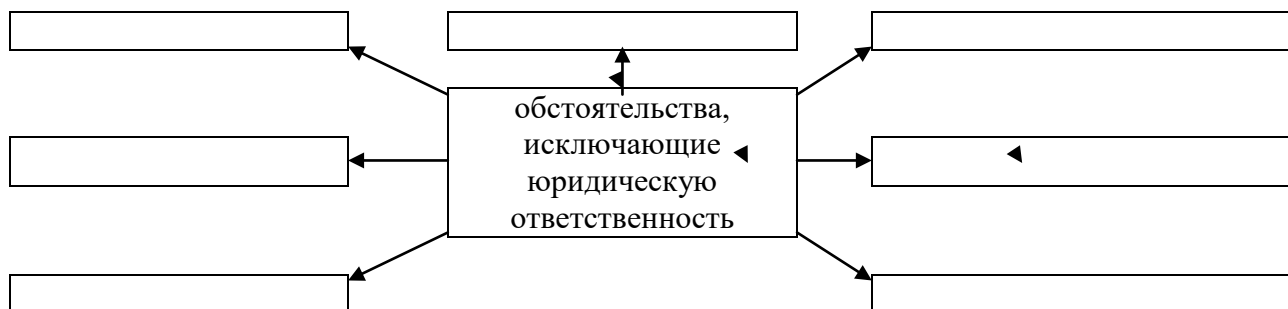 обстоятельства,
исключающие
юридическую
ответственность